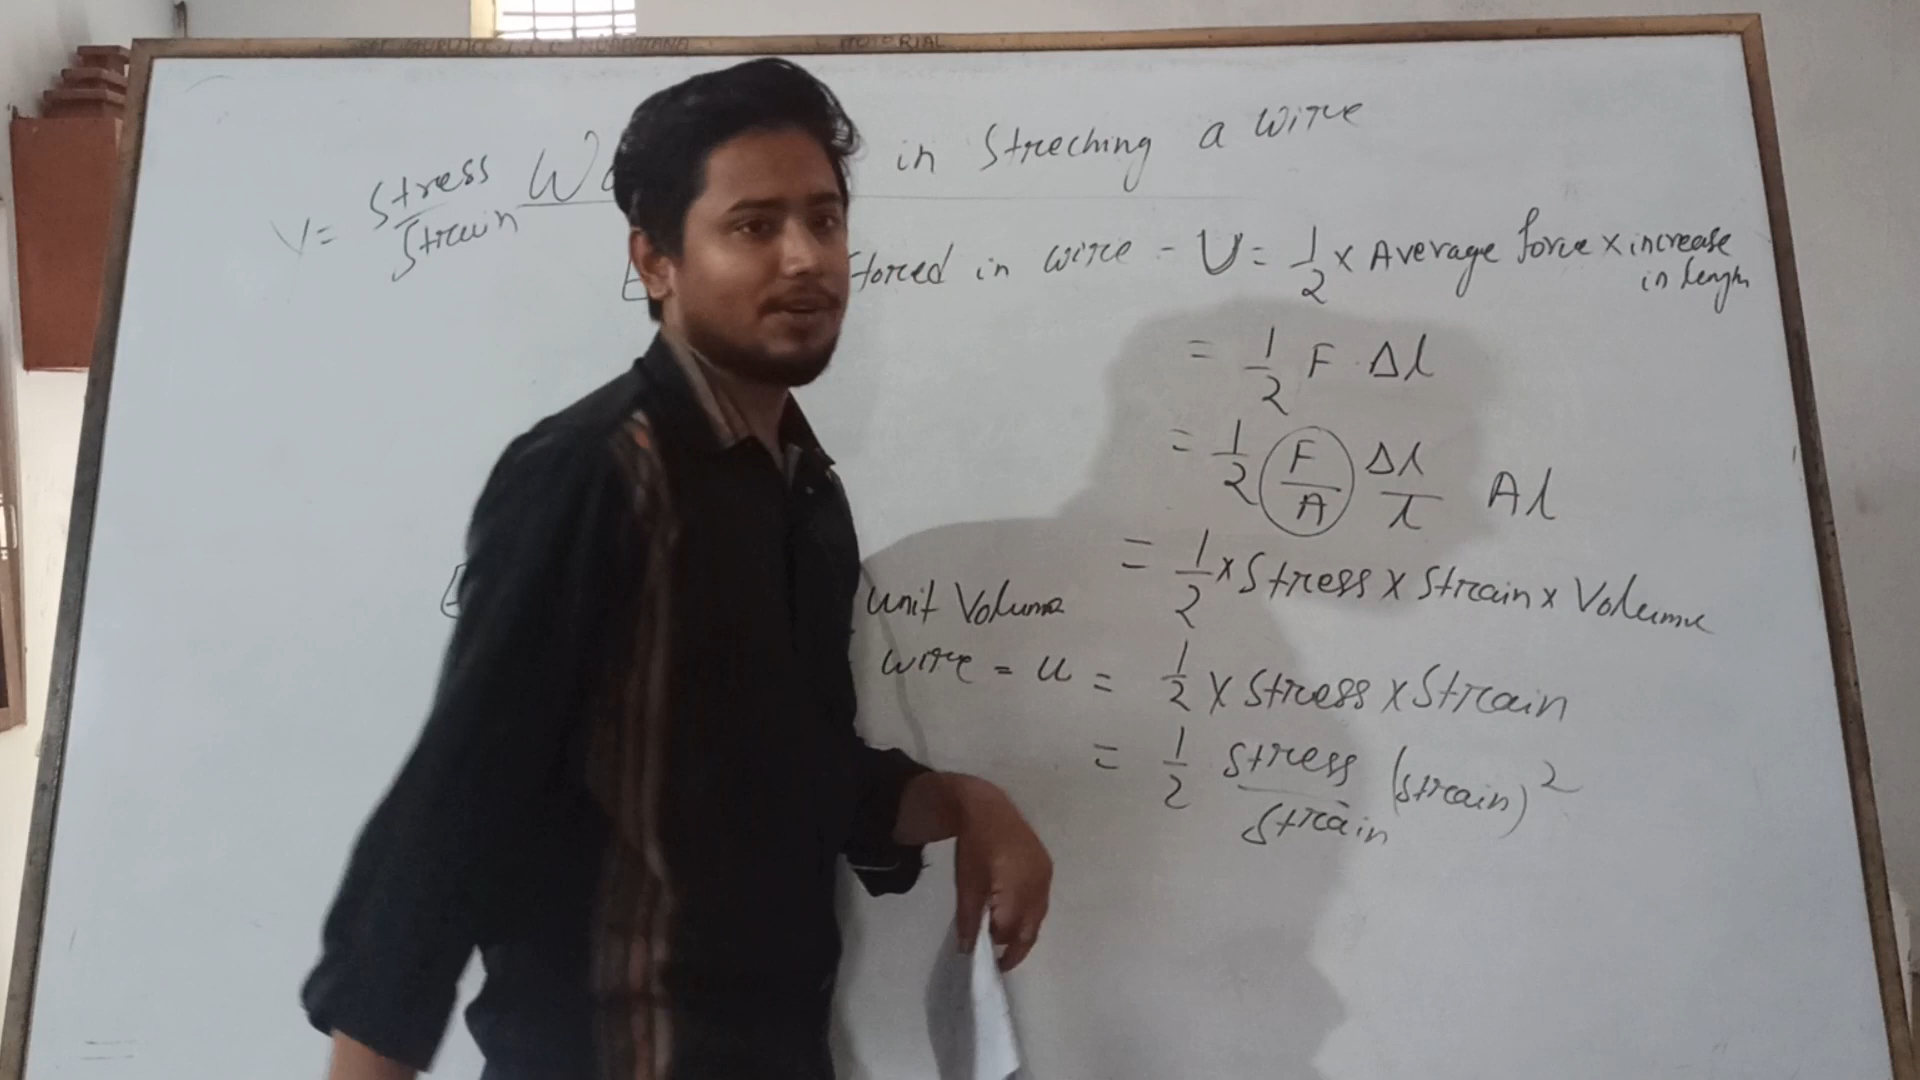 TUTORIAL
in Streching a wire
Y = Stress / Strain
stored in wire - U = 1/2 × Average force × increase in length
= 1/2 F . Δl
= 1/2 F/A Δl/l Al
= 1/2 × Stress × Strain × Volume
unit Volume
wire = u = 1/2 × Stress × Strain
= 1/2 Stress/Strain (strain)²